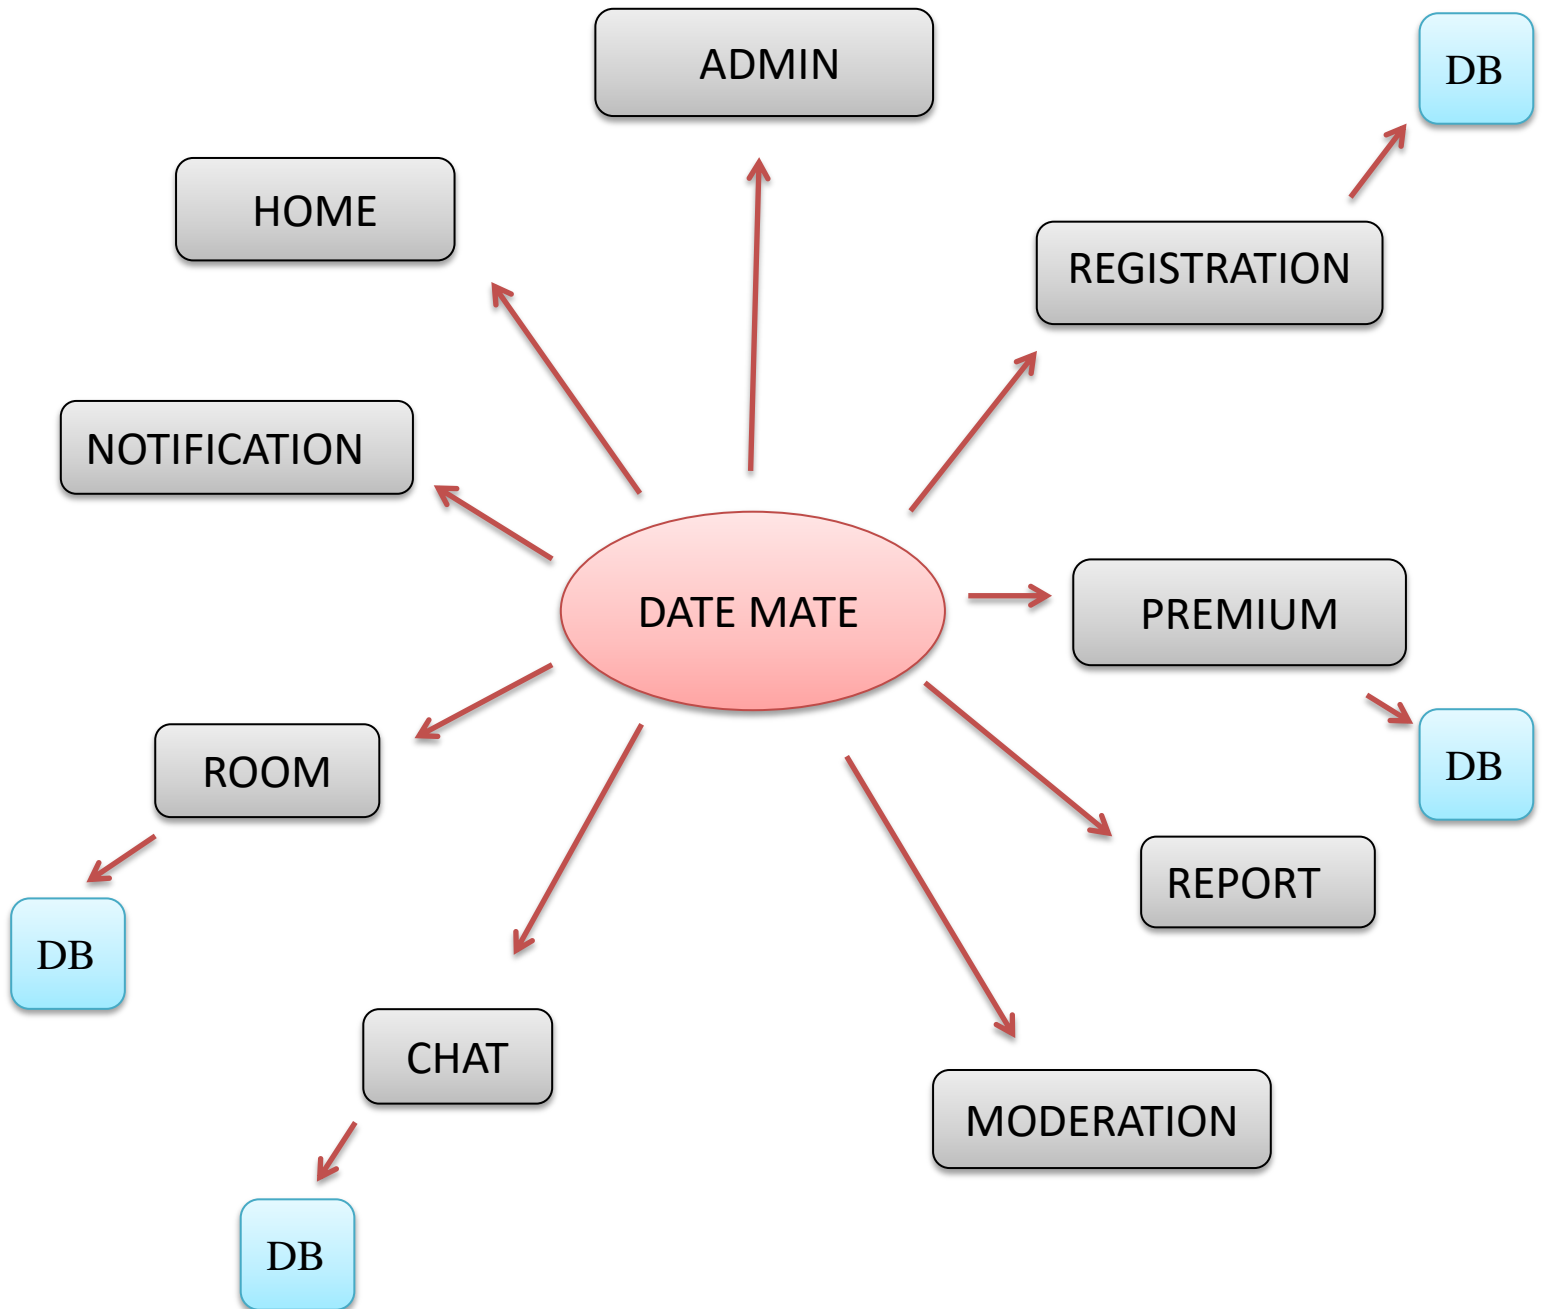 ADMIN
DB
HOME
REGISTRATION
NOTIFICATION
DATE MATE
PREMIUM
ROOM
DB
REPORT
DB
CHAT
MODERATION
DB